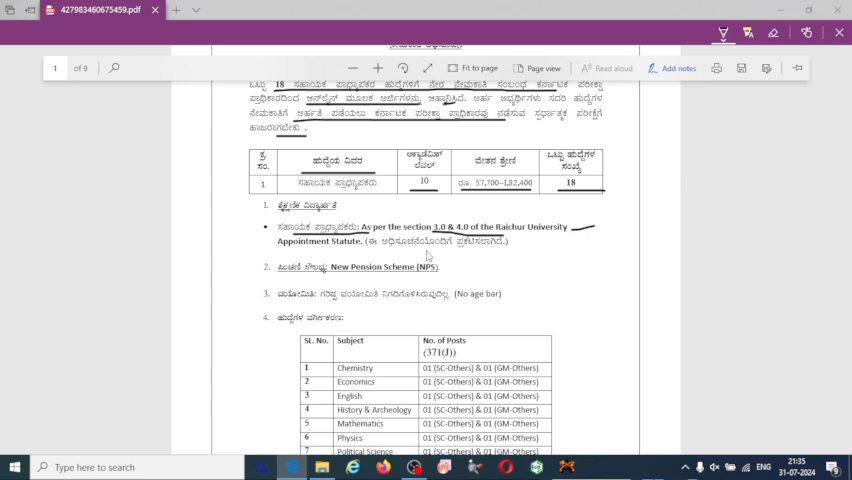 427983460675459.pdf
1 of 9
Fit to page
Page view
Read aloud
Add notes
ಒಟ್ಟು 18 ಸಹಾಯಕ ಪ್ರಾಧ್ಯಾಪಕರ ಹುದ್ದೆಗಳಿಗೆ ನೇರ ನೇಮಕಾತಿ ಸಂಬಂಧ ಕರ್ನಾಟಕ ಪರೀಕ್ಷಾ
ಪ್ರಾಧಿಕಾರದಿಂದ ಆನ್‌ಲೈನ್ ಮೂಲಕ ಅರ್ಜಿಗಳನ್ನು ಆಹ್ವಾನಿಸಿದೆ. ಅರ್ಹ ಅಭ್ಯರ್ಥಿಗಳು ಸದರಿ ಹುದ್ದೆಗಳ
ನೇಮಕಾತಿಗೆ ಅರ್ಹತೆ ಪಡೆಯಲು ಕರ್ನಾಟಕ ಪರೀಕ್ಷಾ ಪ್ರಾಧಿಕಾರವು ನಡೆಸುವ ಸ್ಪರ್ಧಾತ್ಮಕ ಪರೀಕ್ಷೆಗೆ
ಹಾಜರಾಗಬೇಕು .
ಕ್ರ. ಸಂ. ಹುದ್ದೆಯ ವಿವರ ಅಕ್ಯಾಡೆಮಿಕ್ ಲೆವಲ್ ವೇತನ ಶ್ರೇಣಿ ಒಟ್ಟು ಹುದ್ದೆಗಳ ಸಂಖ್ಯೆ
1 ಸಹಾಯಕ ಪ್ರಾಧ್ಯಾಪಕರು 10 ರೂ. 57,700-1,82,400 18
1. ಶೈಕ್ಷಣಿಕ ವಿದ್ಯಾರ್ಹತೆ
• ಸಹಾಯಕ ಪ್ರಾಧ್ಯಾಪಕರು: As per the section 3.0 & 4.0 of the Raichur University
Appointment Statute. (ಈ ಅಧಿಸೂಚನೆಯೊಂದಿಗೆ ಪ್ರಕಟಿಸಲಾಗಿದೆ.)
2. ಪಿಂಚಣಿ ಸೌಲಭ್ಯ: New Pension Scheme (NPS).
3. ವಯೋಮಿತಿ: ಗರಿಷ್ಠ ವಯೋಮಿತಿ ನಿಗದಿಗೊಳಿಸಿರುವುದಿಲ್ಲ. (No age bar)
4. ಹುದ್ದೆಗಳ ವರ್ಗೀಕರಣ:
SL. No. Subject No. of Posts (371(J))
1 Chemistry 01 (SC-Others) & 01 (GM-Others)
2 Economics 01 (SC-Others) & 01 (GM-Others)
3 English 01 (SC-Others) & 01 (GM-Others)
4 History & Archeology 01 (SC-Others) & 01 (GM-Others)
5 Mathematics 01 (SC-Others) & 01 (GM-Others)
6 Physics 01 (SC-Others) & 01 (GM-Others)
7 Political Science 01 (SC-Others) & 01 (GM-Others)
Type here to search
ENG
21:35
31-07-2024